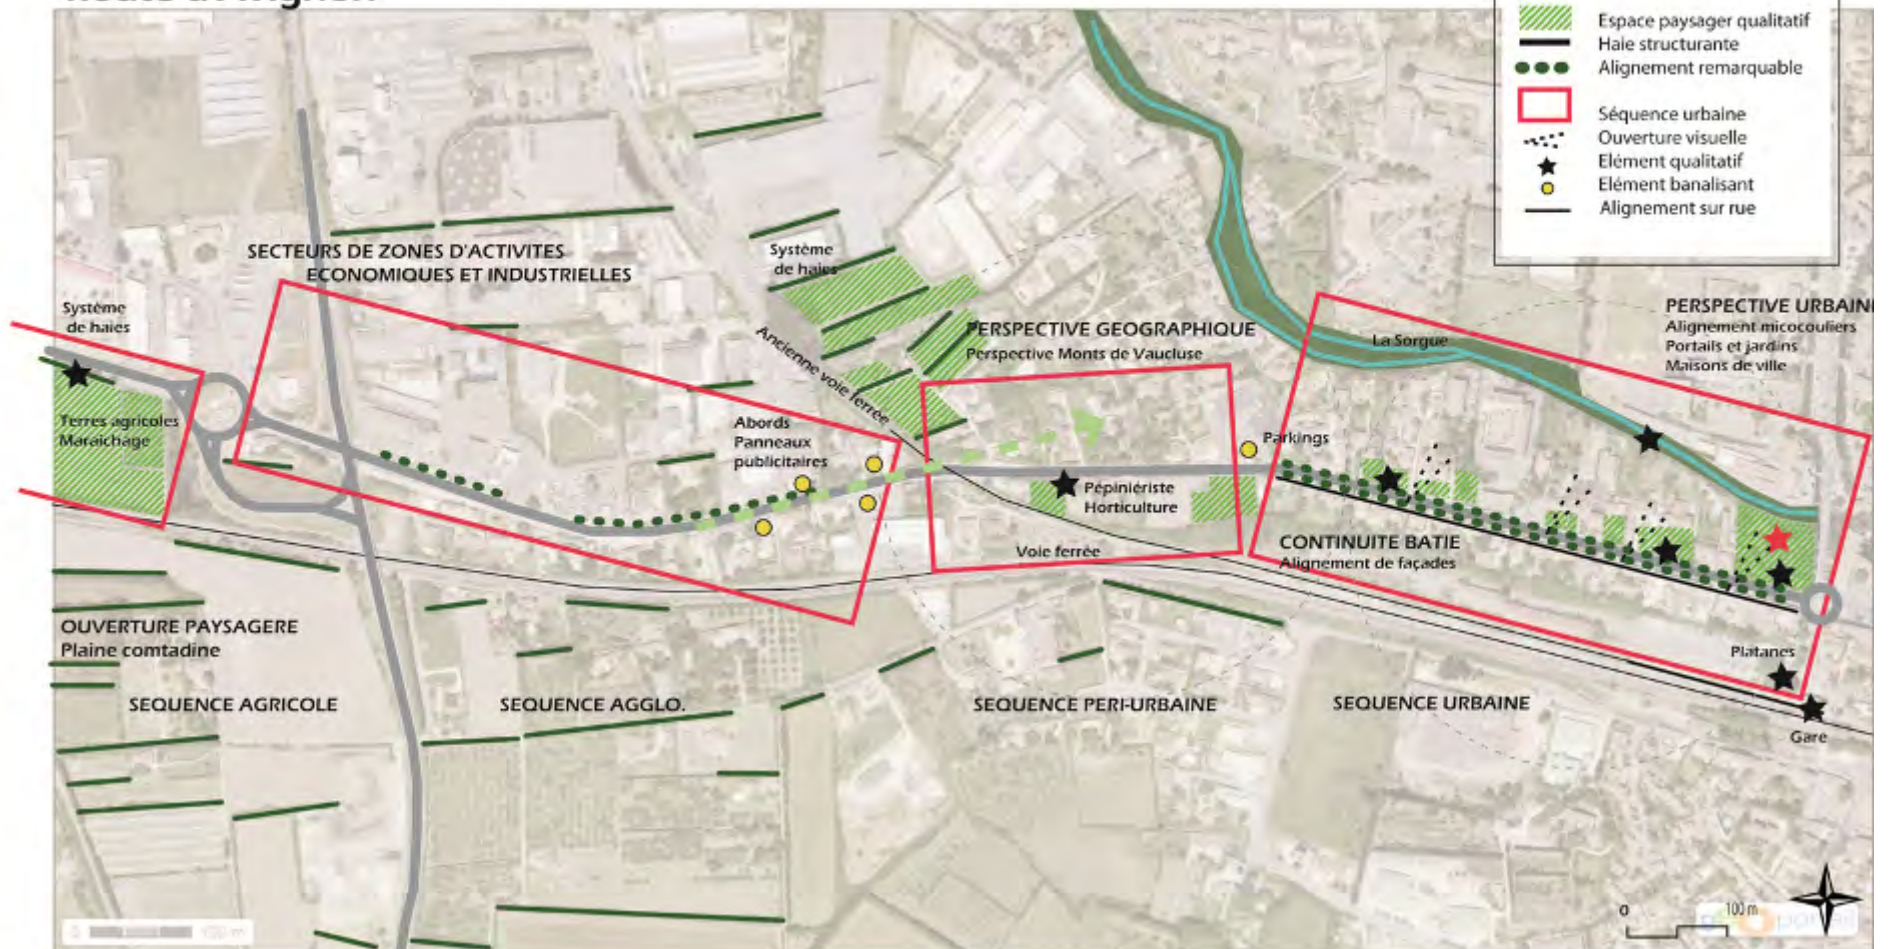 Espace paysager qualitatif
Haie structurante
Alignement remarquable
Séquence urbaine
Ouverture visuelle
Elément qualitatif
Elément banalisant
Alignement sur rue
SECTEURS DE ZONES D'ACTIVITES
ECONOMIQUES ET INDUSTRIELLES
Système
de haies
Système
de haies
PERSPECTIVE GEOGRAPHIQUE
Perspective Monts de Vaucluse
Ancienne voie ferrée
La Sorgue
PERSPECTIVE URBAIN
Alignement micocouliers
Portails et jardins
Maisons de ville
Terres agricoles
Maraichage
Abords
Panneaux
publicitaires
Parkings
Pépiniériste
Horticulture
Voie ferrée
CONTINUITE BATIE
Alignement de façades
OUVERTURE PAYSAGERE
Plaine comtadine
Platanes
SEQUENCE AGRICOLE
SEQUENCE AGGLO.
SEQUENCE PERI-URBAINE
SEQUENCE URBAINE
Gare
0
100 m